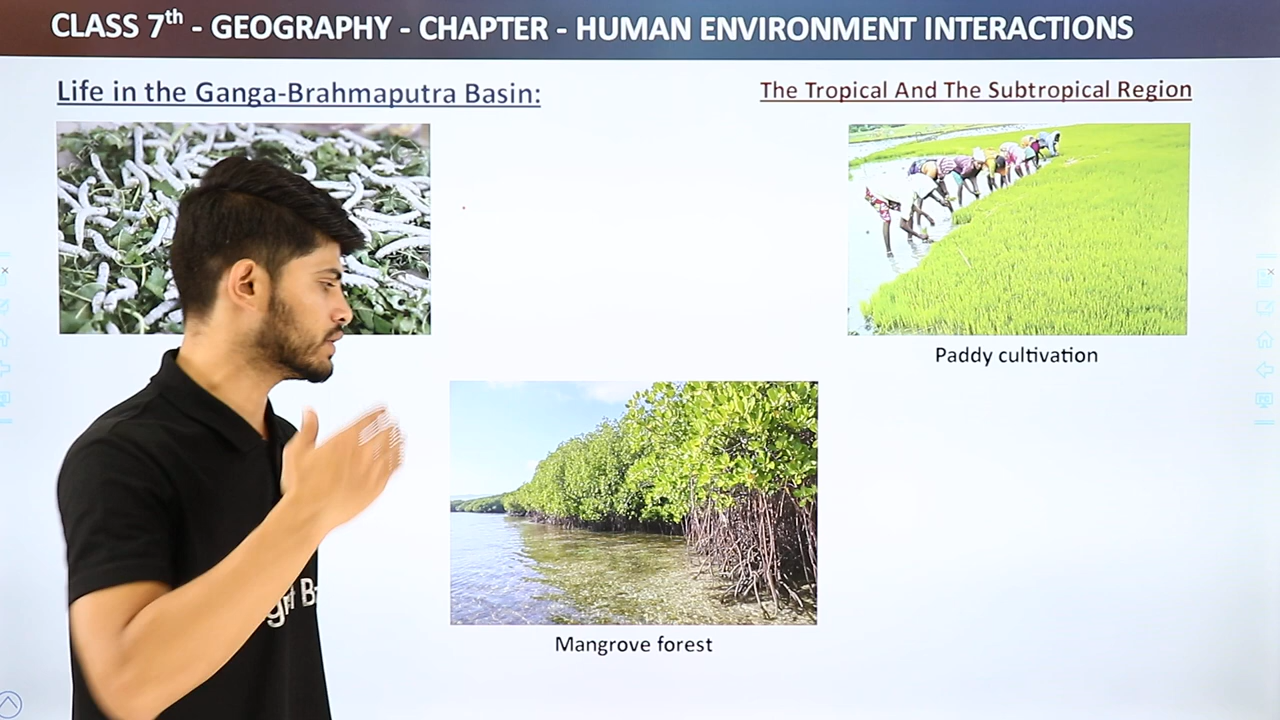 CLASS 7th - GEOGRAPHY - CHAPTER - HUMAN ENVIRONMENT INTERACTIONS
Life in the Ganga-Brahmaputra Basin:
The Tropical And The Subtropical Region
Paddy cultivation
Mangrove forest